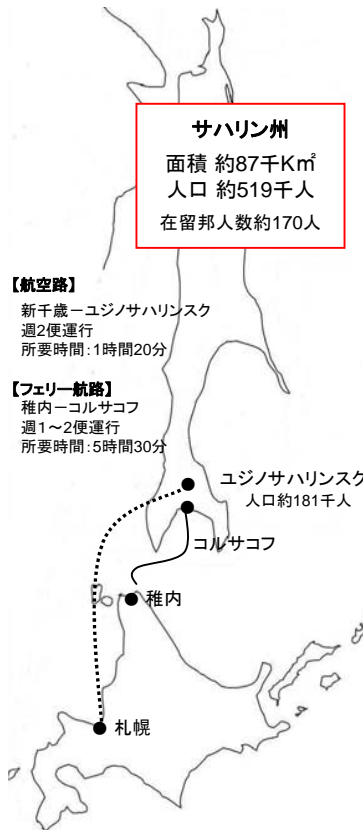 サハリン州
面積 約87千K㎡
人口 約519千人
在留邦人数約170人
【航空路】
新千歳－ユジノサハリンスク
週2便運行
所要時間：1時間20分
【フェリー航路】
稚内－コルサコフ
週1～2便運行
所要時間：5時間30分
ユジノサハリンスク
人口約181千人
コルサコフ
稚内
札幌